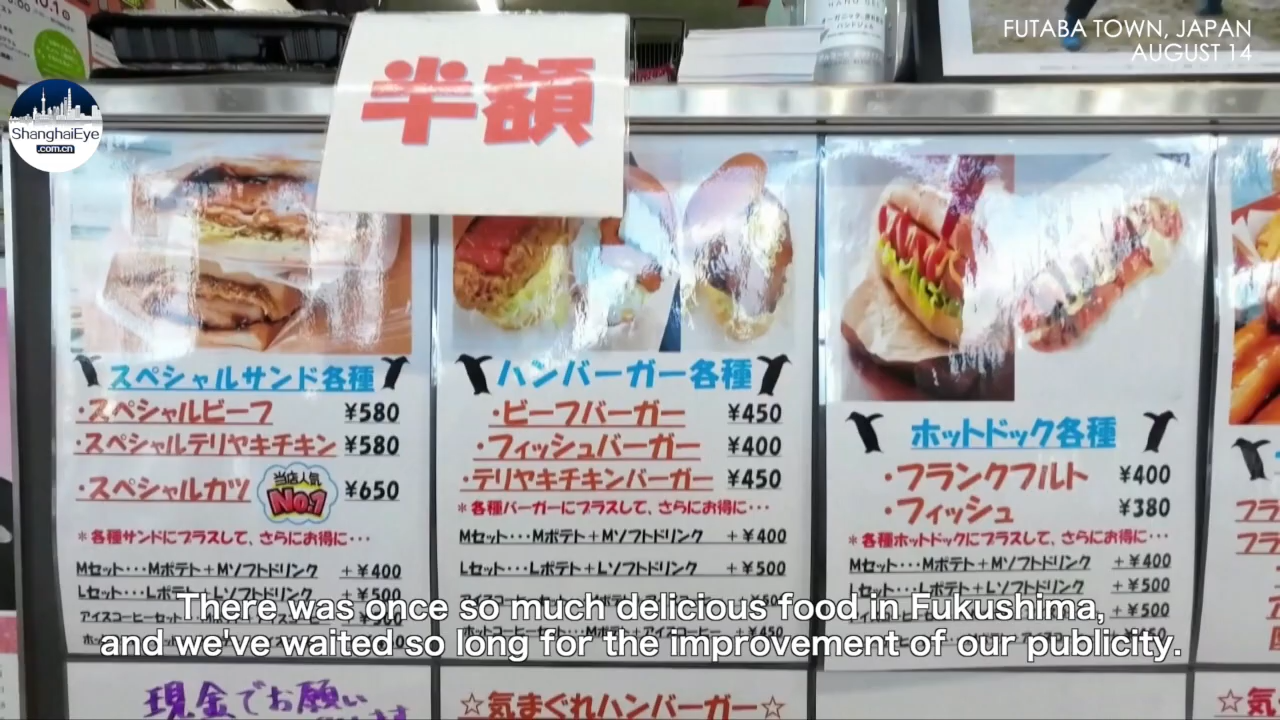 FUTABA TOWN, JAPAN
AUGUST 14
ShanghaiEye
.com.cn
半額
スペシャルサンド各種
・スペシャルビーフ ¥580
・スペシャルテリヤキチキン ¥580
・スペシャルカツ 当店人気 No.1 ¥650
＊各種サンドにプラスして、さらにお得に・・・
Mセット・・・Mポテト＋Mソフトドリンク ＋¥400
ハンバーガー各種
・ビーフバーガー ¥450
・フィッシュバーガー ¥400
・テリヤキチキンバーガー ¥450
＊各種バーガーにプラスして、さらにお得に・・・
Mセット・・・Mポテト＋Mソフトドリンク ＋¥400
Lセット・・・Lポテト＋Lソフトドリンク ＋¥500
ホットドック各種
・フランクフルト ¥400
・フィッシュ ¥380
＊各種ホットドックにプラスして、さらにお得に・・・
Mセット・・・Mポテト＋Mソフトドリンク ＋¥400
Lセット・・・Lポテト＋Lソフトドリンク ＋¥500
＋¥500
There was once so much delicious food in Fukushima,
and we've waited so long for the improvement of our publicity.
現金でお願い
☆気まぐれハンバーガー☆
☆気